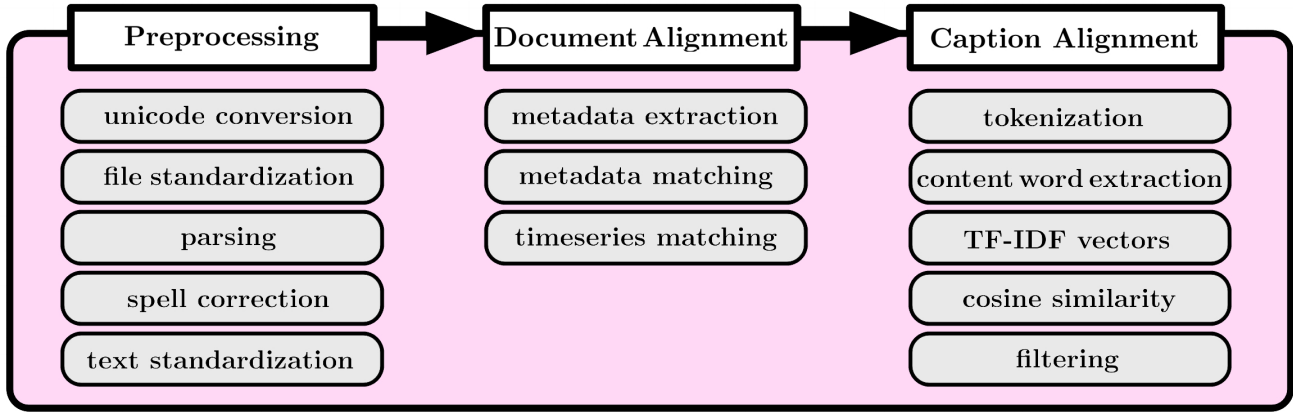 Preprocessing
unicode conversion
file standardization
parsing
spell correction
text standardization
Document Alignment
metadata extraction
metadata matching
timeseries matching
Caption Alignment
tokenization
content word extraction
TF-IDF vectors
cosine similarity
filtering